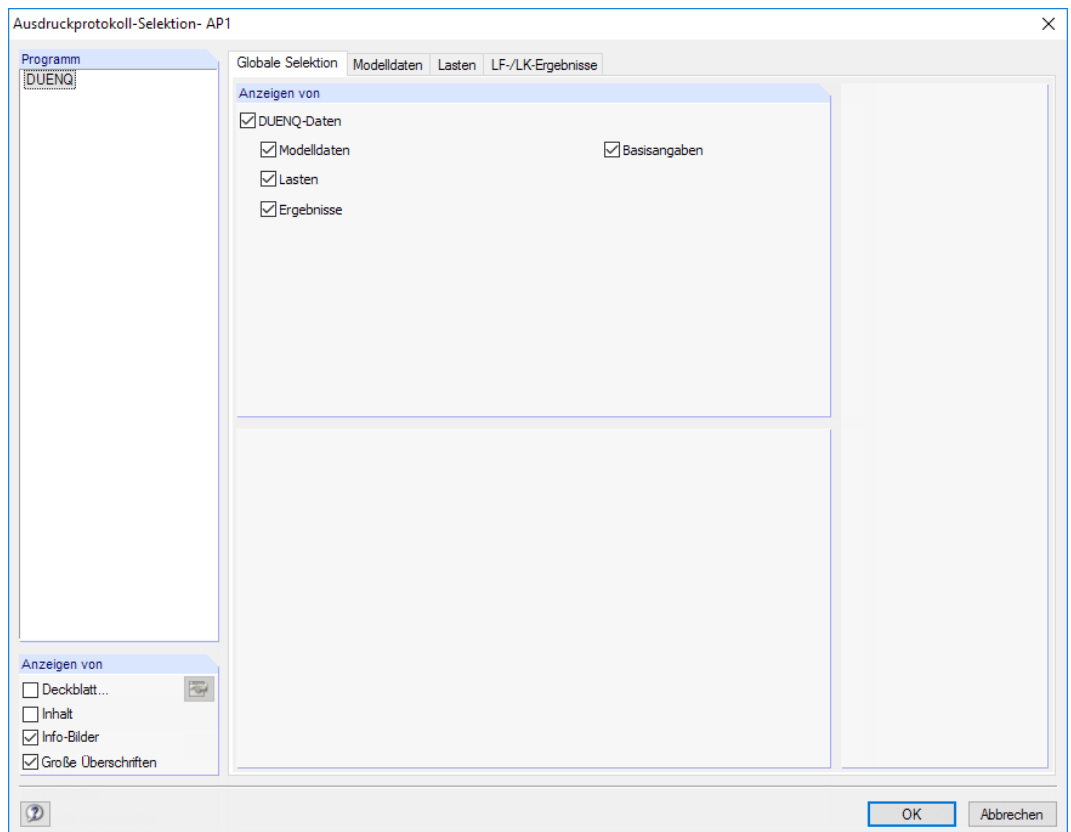 Ausdruckprotokoll-Selektion- AP1
Programm
DUENQ
Globale Selektion
Modelldaten
Lasten
LF-/LK-Ergebnisse
Anzeigen von
DUENQ-Daten
Modelldaten
Basisangaben
Lasten
Ergebnisse
Anzeigen von
Deckblatt...
Inhalt
Info-Bilder
Große Überschriften
OK
Abbrechen